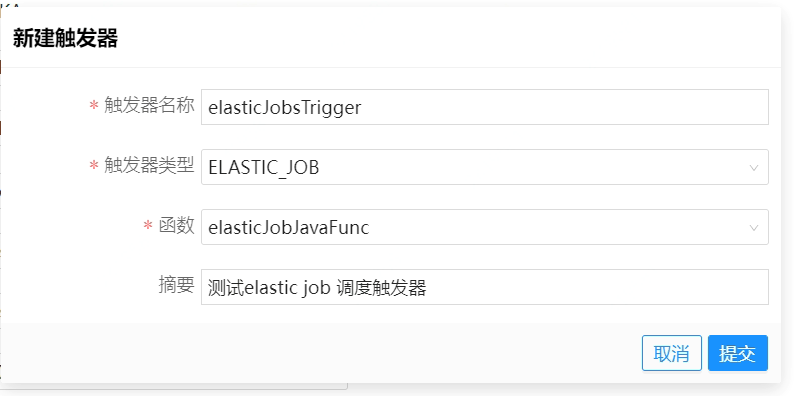 新建触发器
* 触发器名称 elasticJobsTrigger
* 触发器类型 ELASTIC_JOB
* 函数 elasticJobJavaFunc
摘要 测试elastic job 调度触发器
取消 提交